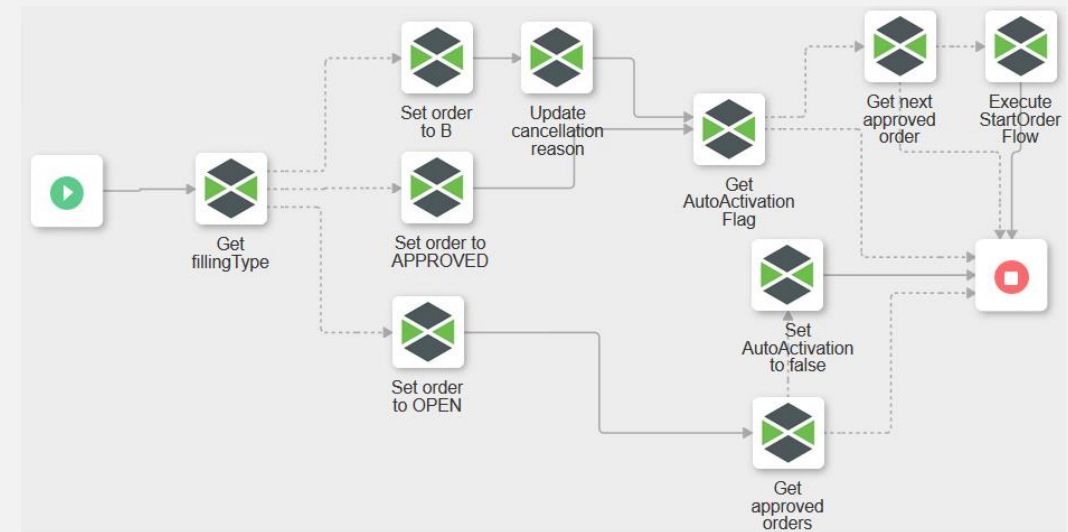 Set order
to B
Update
cancellation
reason
Get next
approved
order
Execute
StartOrder
Flow
Get
AutoActivation
Flag
Get
fillingType
Set order to
APPROVED
Set
AutoActivation
to false
Set order
to OPEN
Get
approved
orders